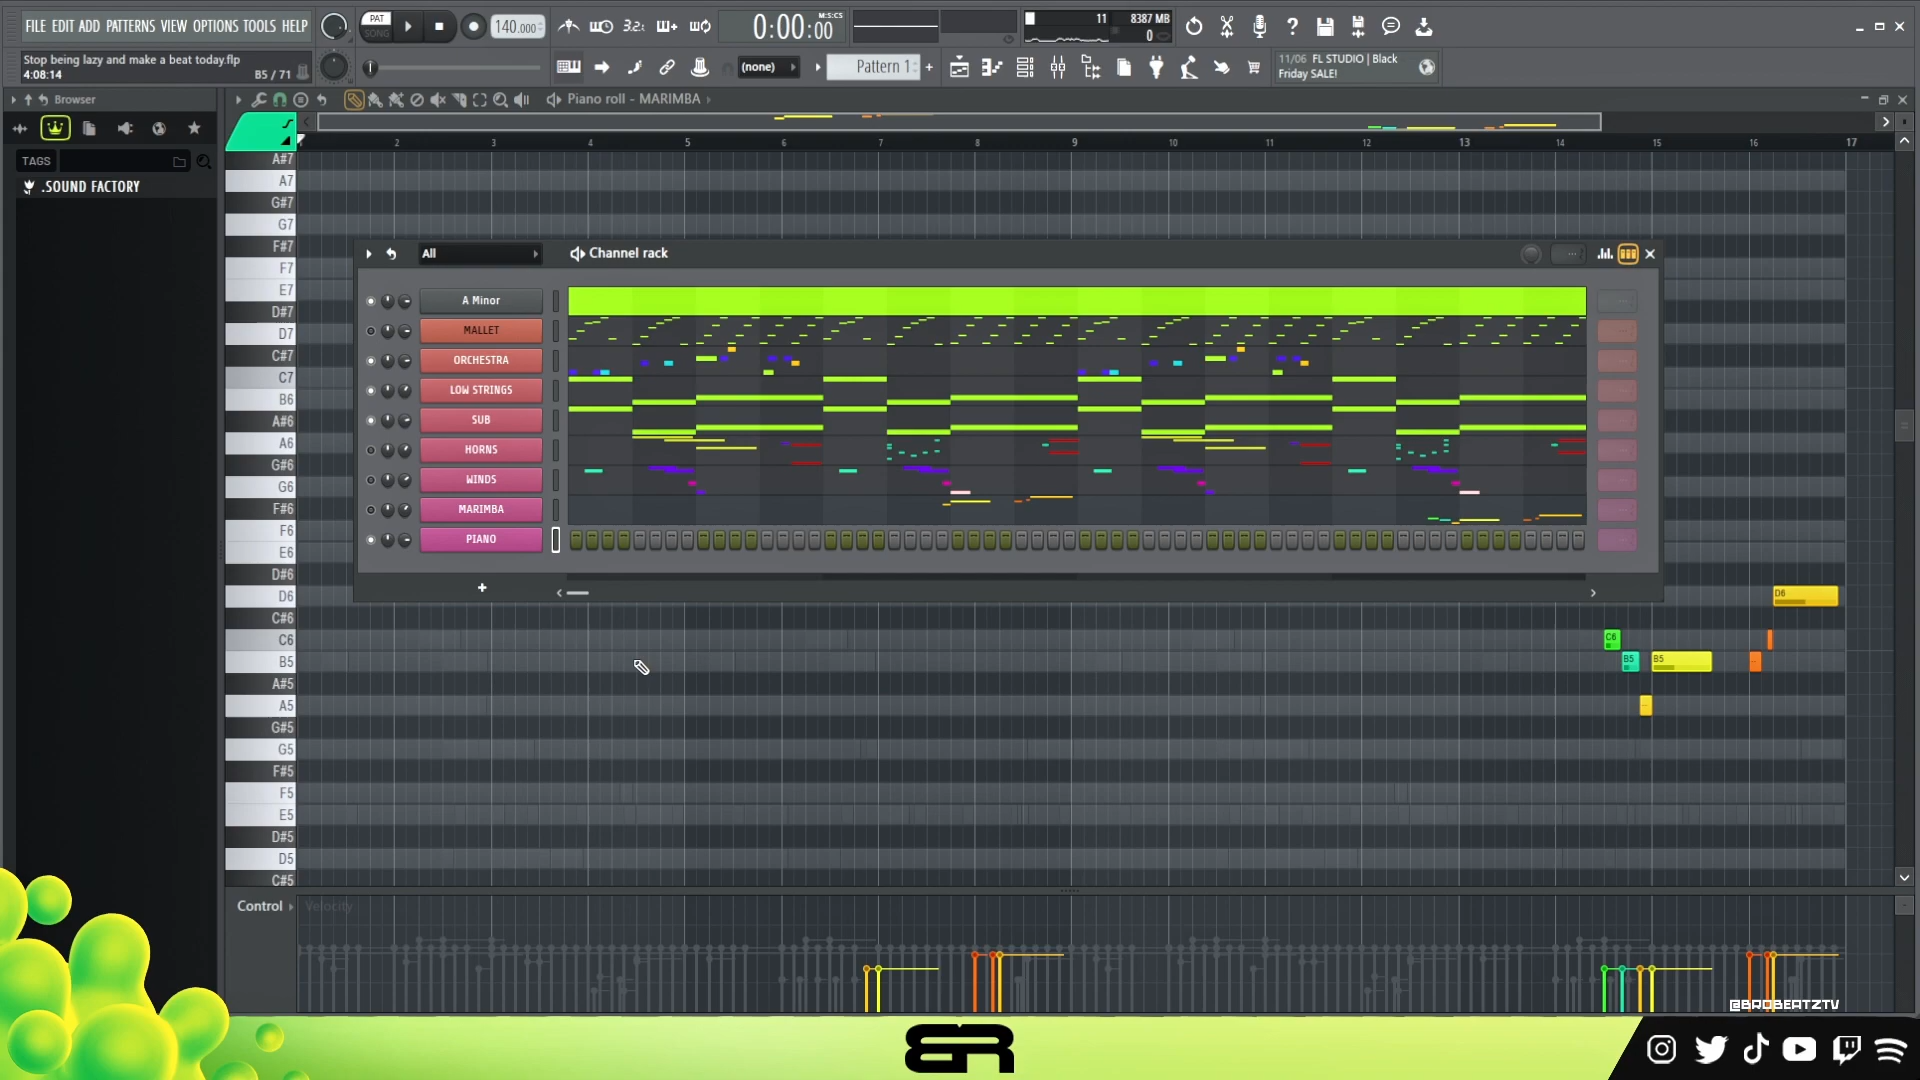 FILE EDIT ADD PATTERNS VIEW OPTIONS TOOLS HELP
PAT
SONG
140.000
3.2.
0:00:00
M:S:CS
11
8387 MB
0
Stop being lazy and make a beat today.flp
4:08:14
B5 / 71
(none)
Pattern 1
11/06 FL STUDIO | Black
Friday SALE!
Browser
Piano roll - MARIMBA
TAGS
.SOUND FACTORY
2 3 4 5 6 7 8 9 10 11 12 13 14 15 16 17
A#7
A7
G#7
G7
F#7
F7
E7
D#7
D7
C#7
C7
B6
A#6
A6
G#6
G6
F#6
F6
E6
D#6
D6
C#6
C6
B5
A#5
A5
G#5
G5
F#5
F5
E5
D#5
D5
C#5
All
Channel rack
A Minor
MALLET
ORCHESTRA
LOW STRINGS
SUB
HORNS
WINDS
MARIMBA
PIANO
D6
C6
B5
B5
Control
Velocity
@BROBEATZTV
BR